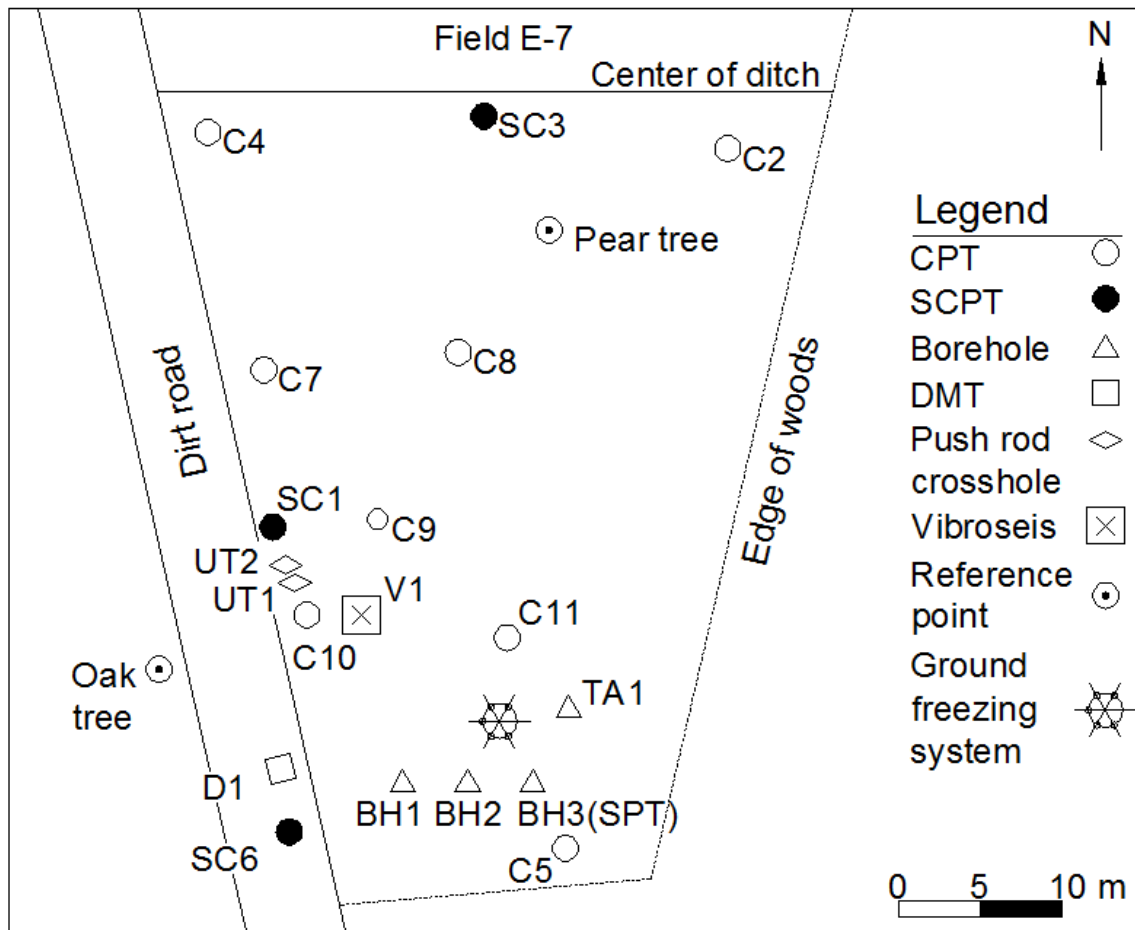 Field E-7
N
Center of ditch
SC3
C4
C2
Pear tree
Legend
CPT
SCPT
Borehole
DMT
Push rod
crosshole
Vibroseis
Reference
point
Ground
freezing
system
C8
C7
Dirt road
Edge of woods
SC1
C9
UT2
UT1
V1
C10
C11
Oak
tree
TA1
D1
BH1
BH2
BH3(SPT)
SC6
C5
0 5 10 m